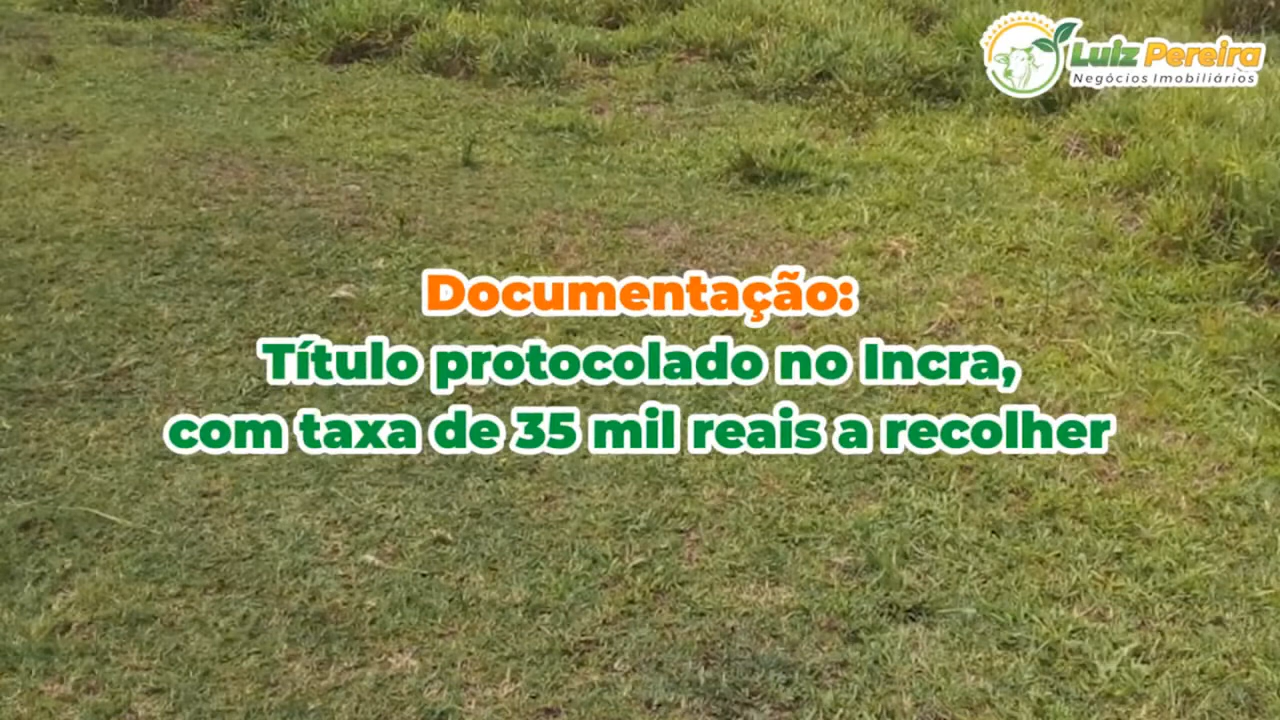 Luiz Pereira
Negócios Imobiliários
Documentação:
Título protocolado no Incra,
com taxa de 35 mil reais a recolher